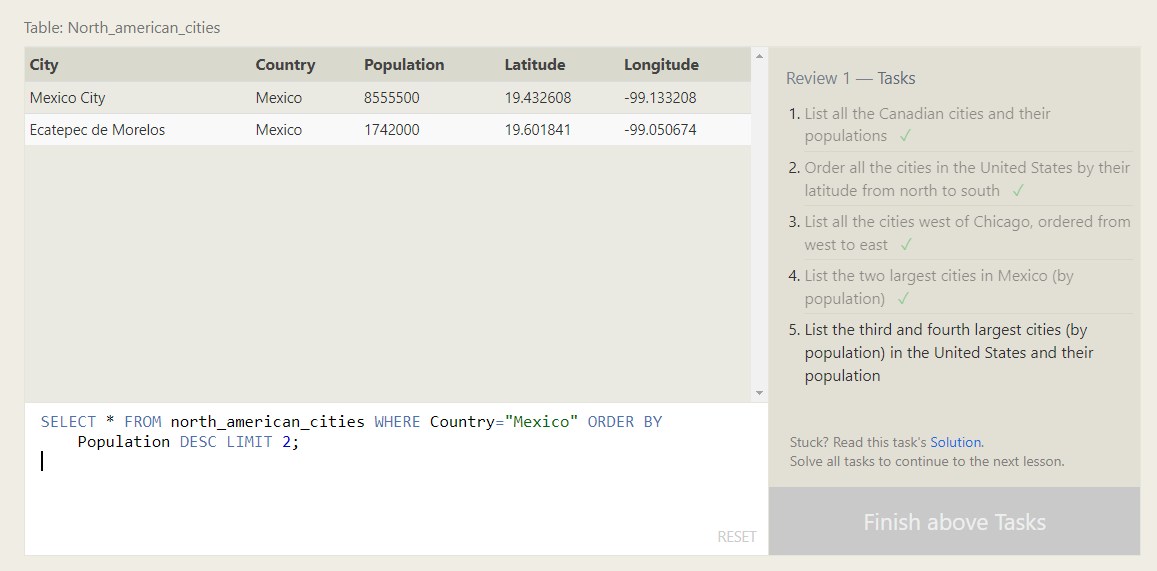 Table: North_american_cities
City Country Population Latitude Longitude
Mexico City Mexico 8555500 19.432608 -99.133208
Ecatepec de Morelos Mexico 1742000 19.601841 -99.050674
SELECT * FROM north_american_cities WHERE Country="Mexico" ORDER BY
Population DESC LIMIT 2;
RESET
Review 1 — Tasks
1. List all the Canadian cities and their
populations ✓
2. Order all the cities in the United States by their
latitude from north to south ✓
3. List all the cities west of Chicago, ordered from
west to east ✓
4. List the two largest cities in Mexico (by
population) ✓
5. List the third and fourth largest cities (by
population) in the United States and their
population
Stuck? Read this task's Solution.
Solve all tasks to continue to the next lesson.
Finish above Tasks